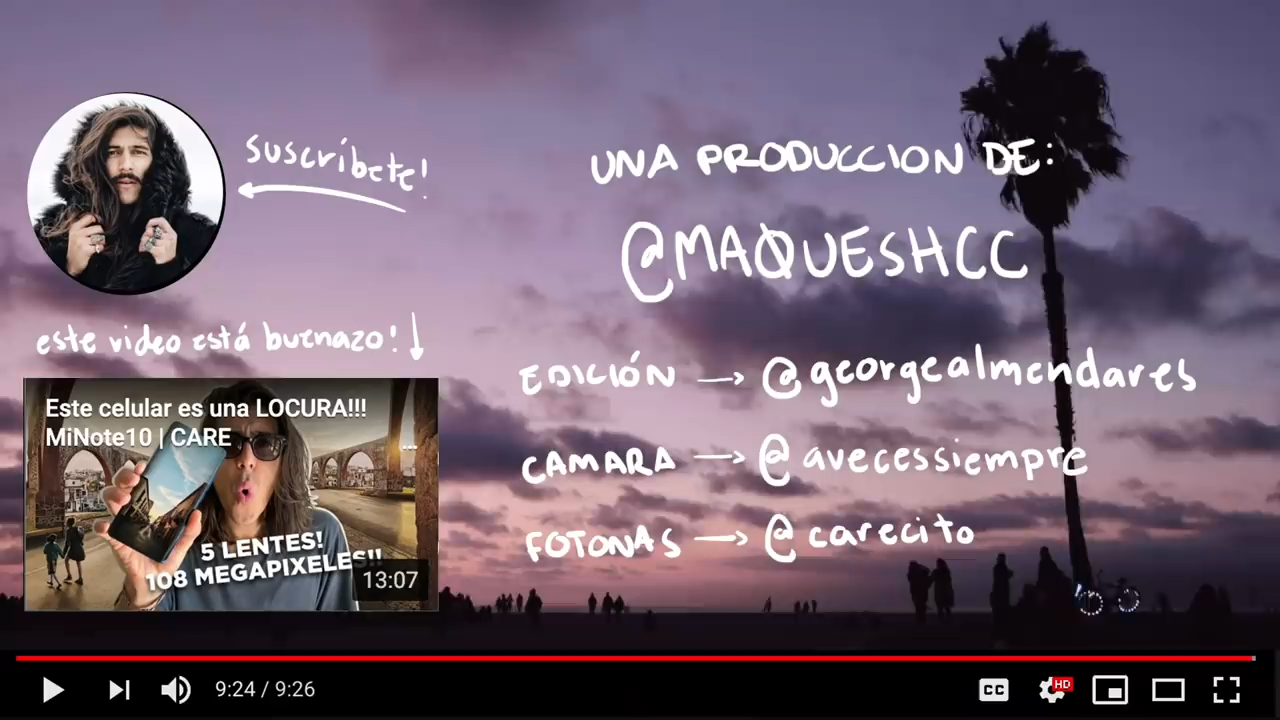 suscríbete!
UNA PRODUCCION DE:
@MAQUESHCC
este video está buenazo!
Este celular es una LOCURA!!!
MiNote10 | CARE
...
5 LENTES!
108 MEGAPIXELES!!
13:07
EDICIÓN → @georgealmendares
CAMARA → @avecessiempre
FOTONAS → @carecito
9:24 / 9:26
CC
HD